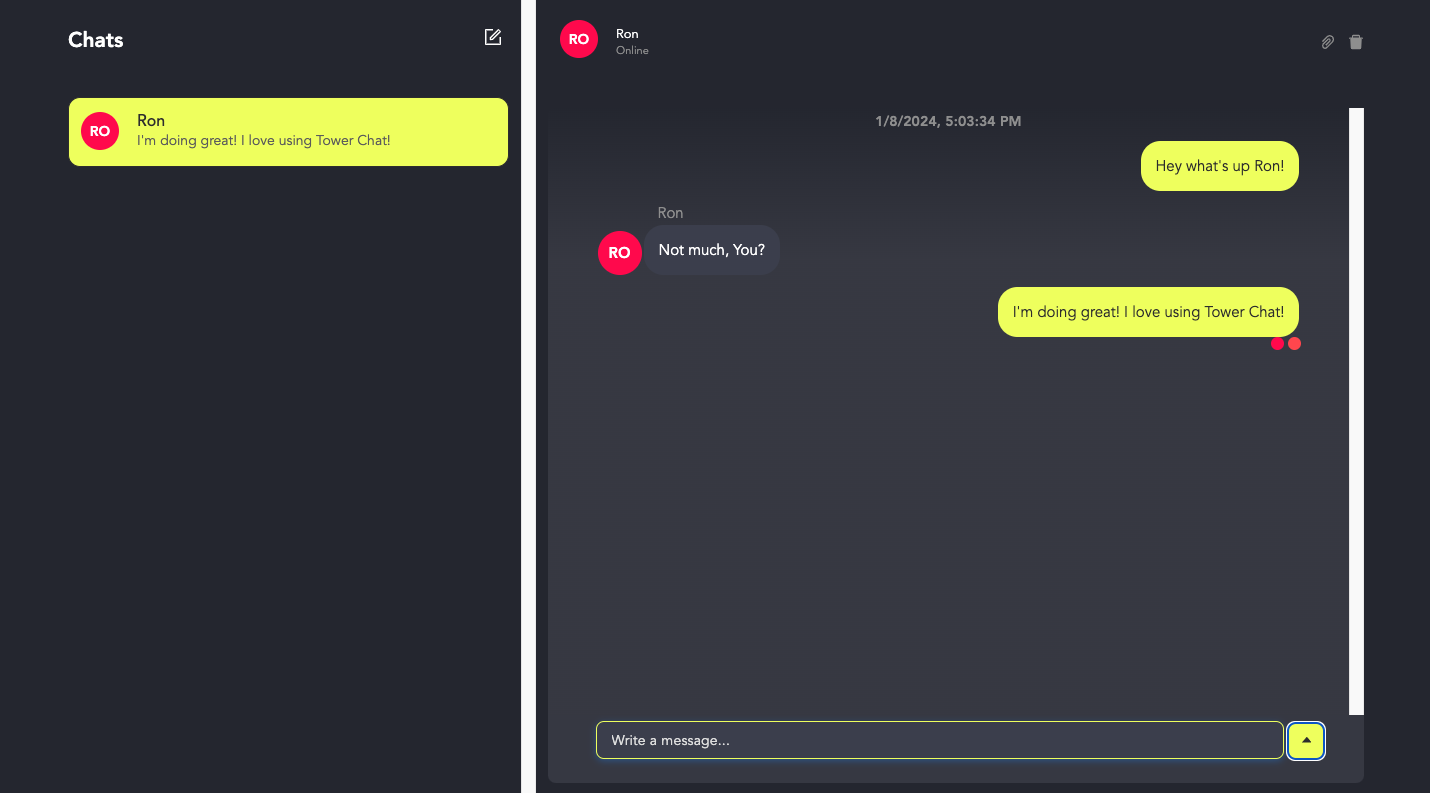 Chats
RO
Ron
I'm doing great! I love using Tower Chat!
RO
Ron
Online
1/8/2024, 5:03:34 PM
Hey what's up Ron!
Ron
RO
Not much, You?
I'm doing great! I love using Tower Chat!
Write a message...